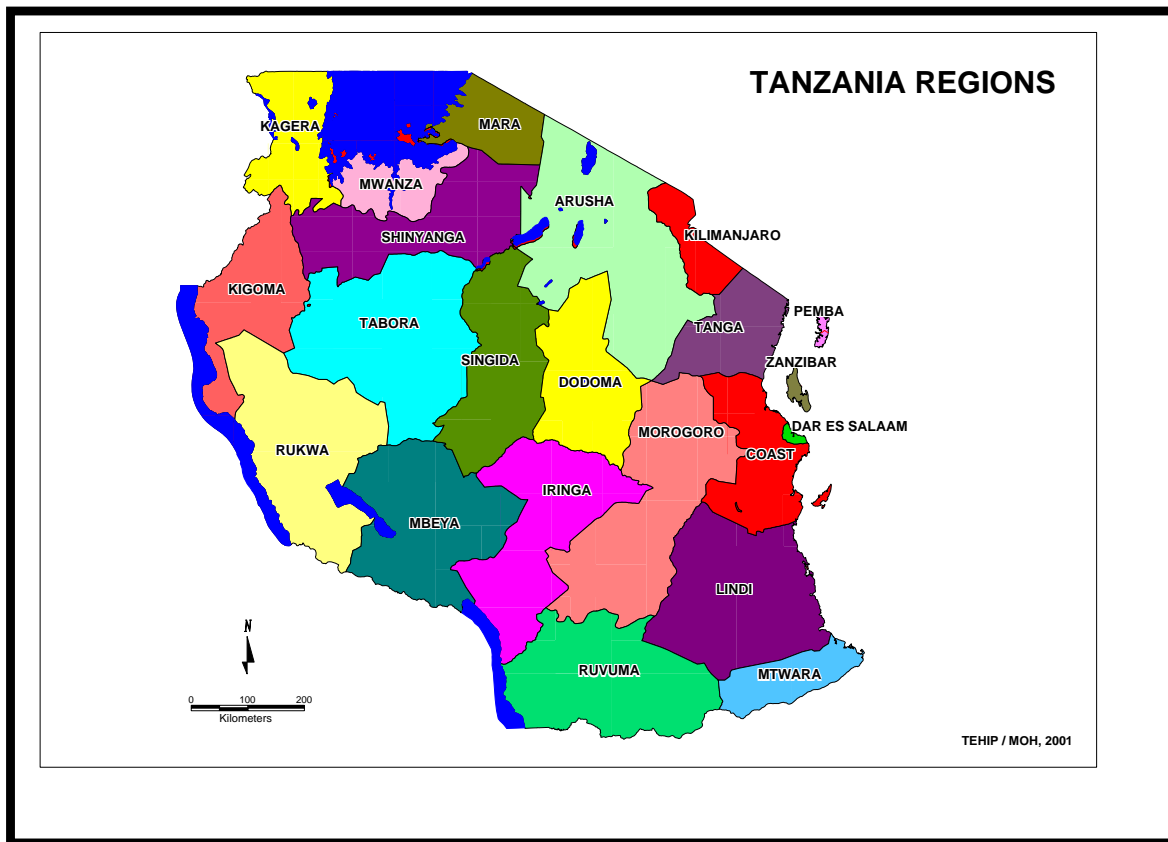 TANZANIA REGIONS
KAGERA
MARA
MWANZA
ARUSHA
SHINYANGA
KILIMANJARO
KIGOMA
TABORA
TANGA
PEMBA
SINGIDA
ZANZIBAR
DODOMA
DAR ES SALAAM
MOROGORO
RUKWA
COAST
IRINGA
MBEYA
LINDI
N
RUVUMA
MTWARA
0 100 200
Kilometers
TEHIP / MOH, 2001